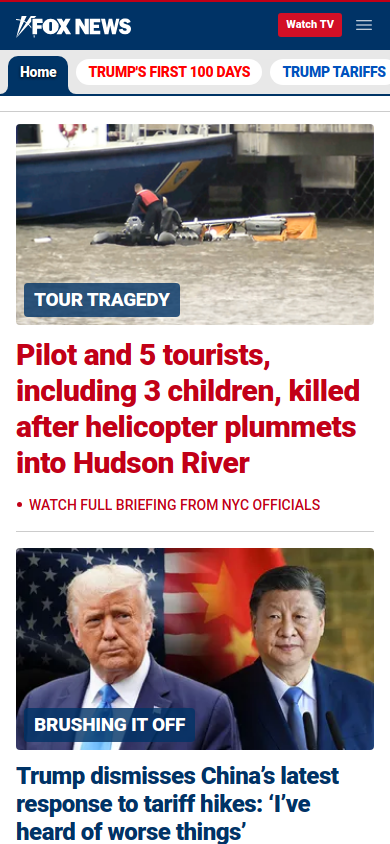 FOX NEWS
Watch TV
Home
TRUMP'S FIRST 100 DAYS
TRUMP TARIFFS
TOUR TRAGEDY
Pilot and 5 tourists,
including 3 children, killed
after helicopter plummets
into Hudson River
• WATCH FULL BRIEFING FROM NYC OFFICIALS
BRUSHING IT OFF
Trump dismisses China’s latest
response to tariff hikes: ‘I’ve
heard of worse things’